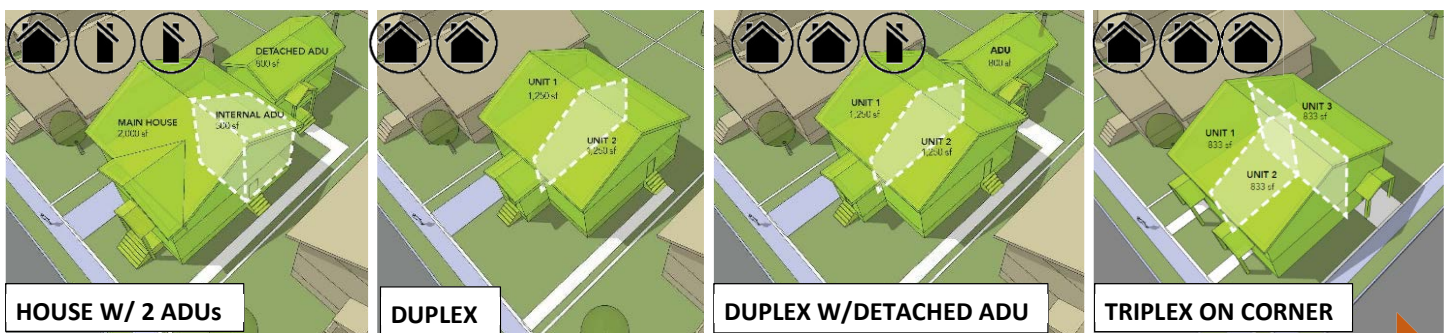 DETACHED ADU
800 sf
MAIN HOUSE
2,000 sf
INTERNAL ADU
500 sf
HOUSE W/ 2 ADUs
UNIT 1
1,250 sf
UNIT 2
1,250 sf
DUPLEX
ADU
800 sf
UNIT 1
1,250 sf
UNIT 2
1,250 sf
DUPLEX W/DETACHED ADU
UNIT 3
833 sf
UNIT 1
833 sf
UNIT 2
833 sf
TRIPLEX ON CORNER